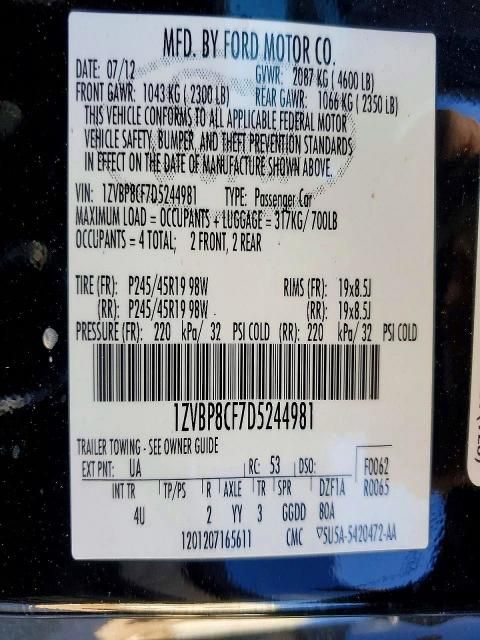 MFD. BY FORD MOTOR CO.
DATE: 07/12 GVWR: 2087 KG (4600 LB)
FRONT GAWR: 1043 KG (2300 LB) REAR GAWR: 1066 KG (2350 LB)
THIS VEHICLE CONFORMS TO ALL APPLICABLE FEDERAL MOTOR
VEHICLE SAFETY, BUMPER, AND THEFT PREVENTION STANDARDS
IN EFFECT ON THE DATE OF MANUFACTURE SHOWN ABOVE.
VIN: 1ZVBP8CF7D5244981 TYPE: Passenger Car
MAXIMUM LOAD = OCCUPANTS + LUGGAGE = 317KG/ 700LB
OCCUPANTS = 4 TOTAL; 2 FRONT, 2 REAR
TIRE (FR): P245/45R19 98W RIMS (FR): 19x8.5J
(RR): P245/45R19 98W (RR): 19x8.5J
PRESSURE (FR): 220 kPa/ 32 PSI COLD (RR): 220 kPa/ 32 PSI COLD
1ZVBP8CF7D5244981
TRAILER TOWING - SEE OWNER GUIDE
EXT PNT: UA RC: 53 DSO: F0062
INT TR TP/PS R AXLE TR SPR DZF1A R0065
4U 2 YY 3 GGDD BOA
1201207165611 CMC ▽5U5A-5420472-AA